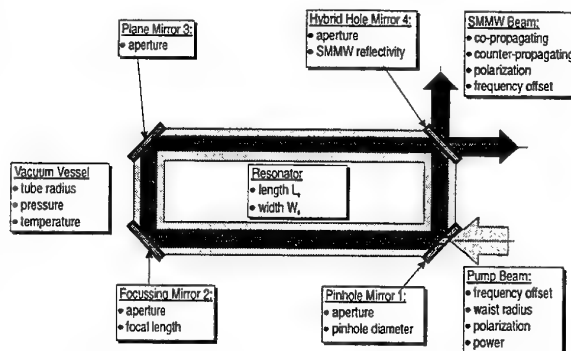 Plane Mirror 3:
• aperture
Hybrid Hole Mirror 4:
• aperture
• SMMW reflectivity
SMMW Beam:
• co-propagating
• counter-propagating
• polarization
• frequency offset
Vacuum Vessel
• tube radius
• pressure
• temperature
Resonator
• length Lr
• width Wr
Focussing Mirror 2:
• aperture
• focal length
Pinhole Mirror 1:
• aperture
• pinhole diameter
Pump Beam:
• frequency offset
• waist radius
• polarization
• power